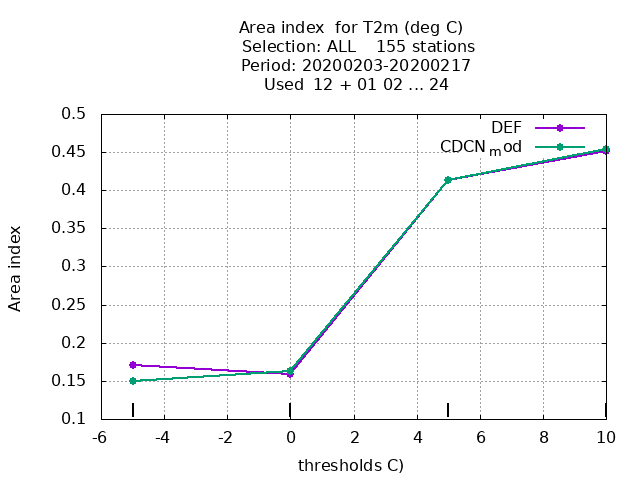 Area index  for T2m (deg C)
Selection: ALL    155 stations
Period: 20200203-20200217
Used  12 + 01 02 ... 24
DEF
CDCNmod
0.5
0.45
0.4
0.35
0.3
0.25
0.2
0.15
0.1
Area index
-6 -4 -2 0 2 4 6 8 10
thresholds C)